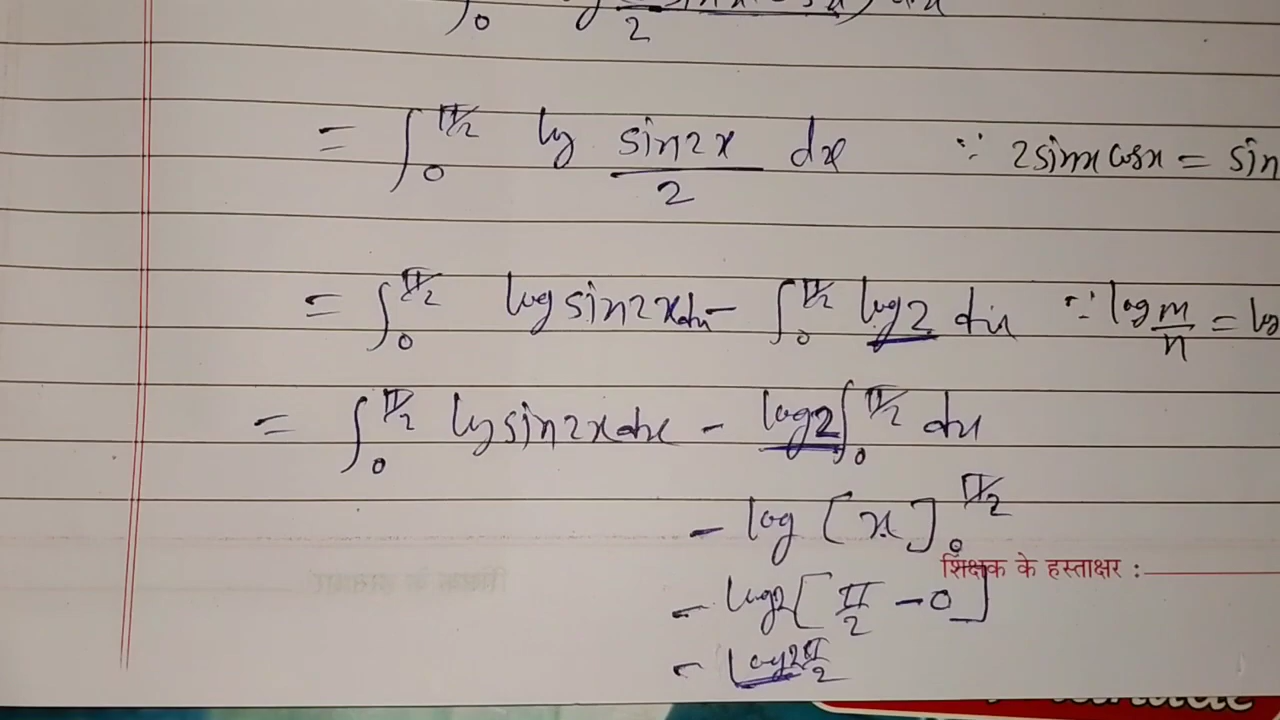 = ∫₀^π/2 log sin2x/2 dx ∵ 2sinx cosx = sin
= ∫₀^π/2 log sin2x dx - ∫₀^π/2 log2 dx ∵ log m/n = log
= ∫₀^π/2 log sin2x dx - log2 ∫₀^π/2 dx
- log [x]₀^π/2
शिक्षक के हस्ताक्षर :
- log2 [π/2 - 0]
- log2 π/2